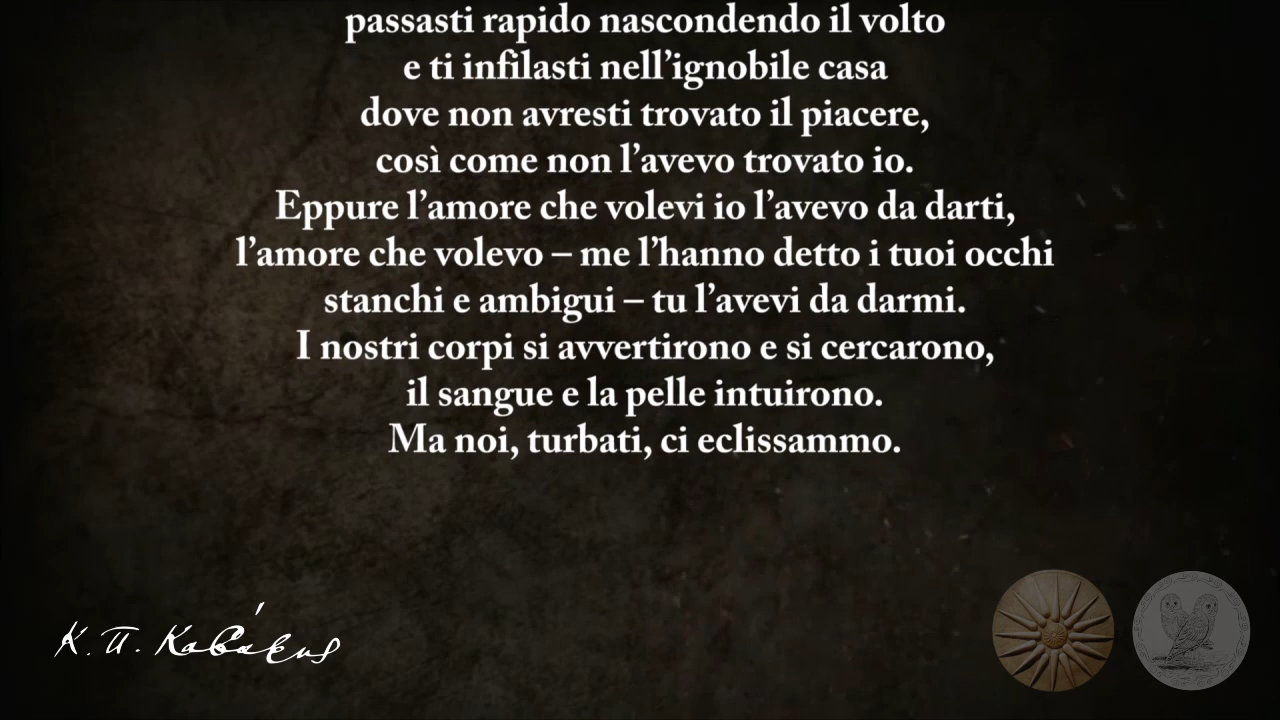 passasti rapido nascondendo il volto
e ti infilasti nell’ignobile casa
dove non avresti trovato il piacere,
così come non l’avevo trovato io.
Eppure l’amore che volevi io l’avevo da darti,
l’amore che volevo – me l’hanno detto i tuoi occhi
stanchi e ambigui – tu l’avevi da darmi.
I nostri corpi si avvertirono e si cercarono,
il sangue e la pelle intuirono.
Ma noi, turbati, ci eclissammo.
Κ. Π. Καβάφης